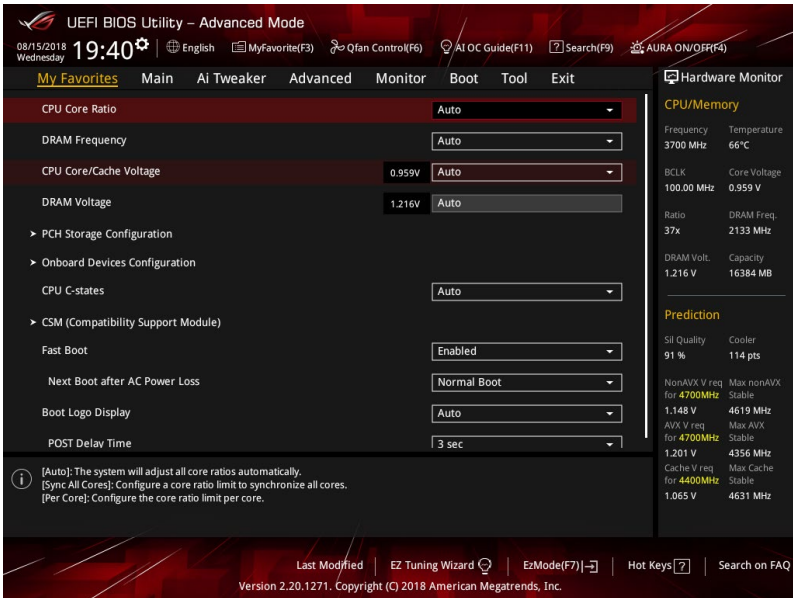 UEFI BIOS Utility – Advanced Mode
08/15/2018 Wednesday 19:40 English MyFavorite(F3) Qfan Control(F6) AI OC Guide(F11) ? Search(F9) AURA ON/OFF(F4)
My Favorites Main Ai Tweaker Advanced Monitor Boot Tool Exit Hardware Monitor
CPU Core Ratio Auto
DRAM Frequency Auto
CPU Core/Cache Voltage 0.959V Auto
DRAM Voltage 1.216V Auto
> PCH Storage Configuration
> Onboard Devices Configuration
CPU C-states Auto
> CSM (Compatibility Support Module)
Fast Boot Enabled
Next Boot after AC Power Loss Normal Boot
Boot Logo Display Auto
POST Delay Time 3 sec
[Auto]: The system will adjust all core ratios automatically.
[Sync All Cores]: Configure a core ratio limit to synchronize all cores.
[Per Core]: Configure the core ratio limit per core.
CPU/Memory
Frequency Temperature
3700 MHz 66°C
BCLK Core Voltage
100.00 MHz 0.959 V
Ratio DRAM Freq.
37x 2133 MHz
DRAM Volt. Capacity
1.216 V 16384 MB
Prediction
Sil Quality Cooler
91 % 114 pts
NonAVX V req Max nonAVX
for 4700MHz Stable
1.148 V 4619 MHz
AVX V req Max AVX
for 4700MHz Stable
1.201 V 4356 MHz
Cache V req Max Cache
for 4400MHz Stable
1.065 V 4631 MHz
Last Modified EZ Tuning Wizard EzMode(F7) Hot Keys ? Search on FAQ
Version 2.20.1271. Copyright (C) 2018 American Megatrends, Inc.